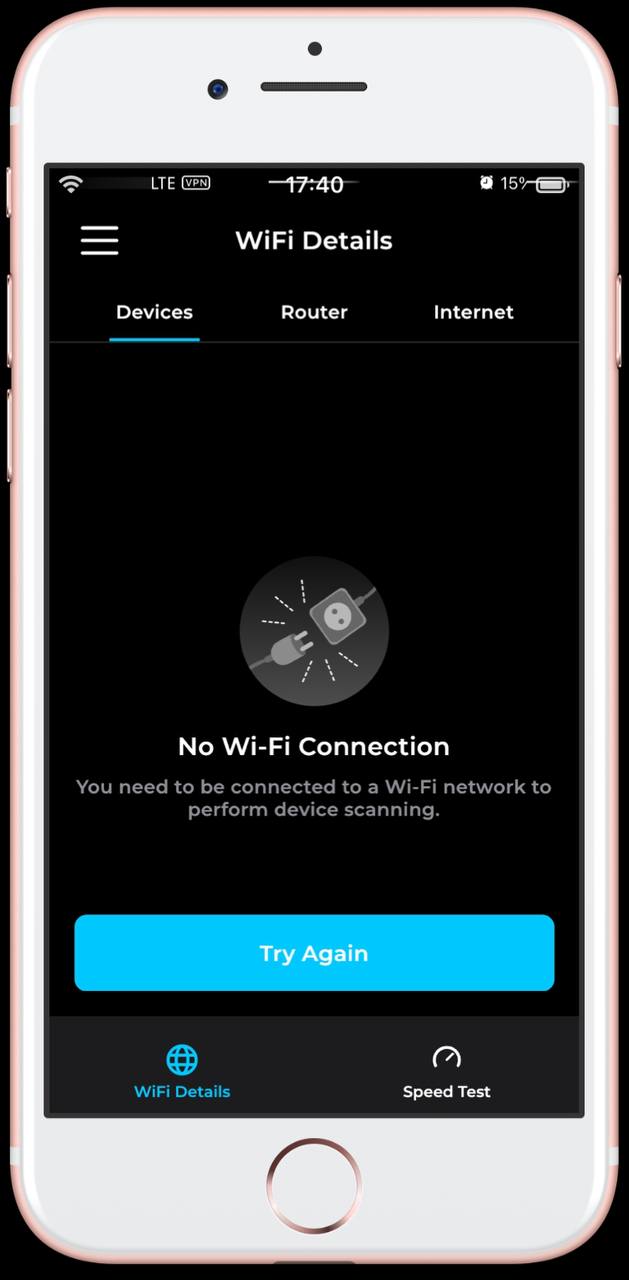 LTE VPN 17:40 15%
WiFi Details
Devices Router Internet
No Wi-Fi Connection
You need to be connected to a Wi-Fi network to
perform device scanning.
Try Again
WiFi Details Speed Test